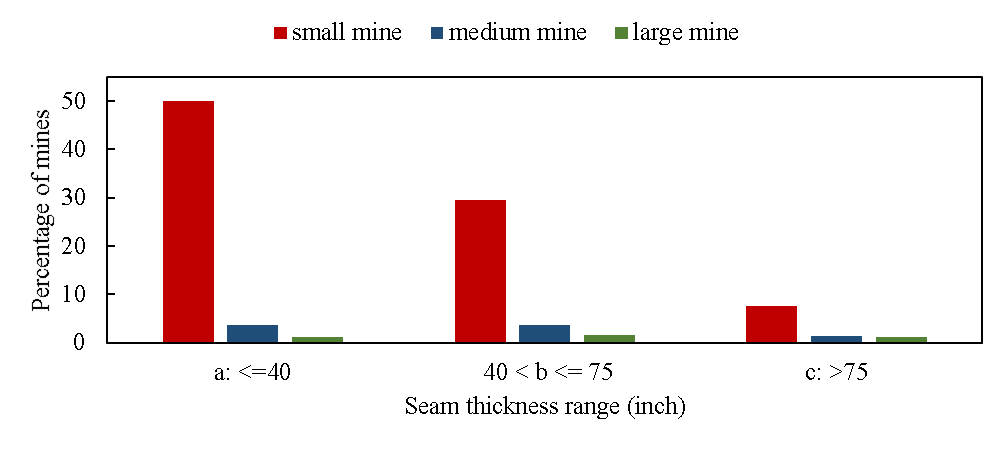 small mine medium mine large mine
Percentage of mines
50
40
30
20
10
0
a: <=40 40 < b <= 75 c: >75
Seam thickness range (inch)